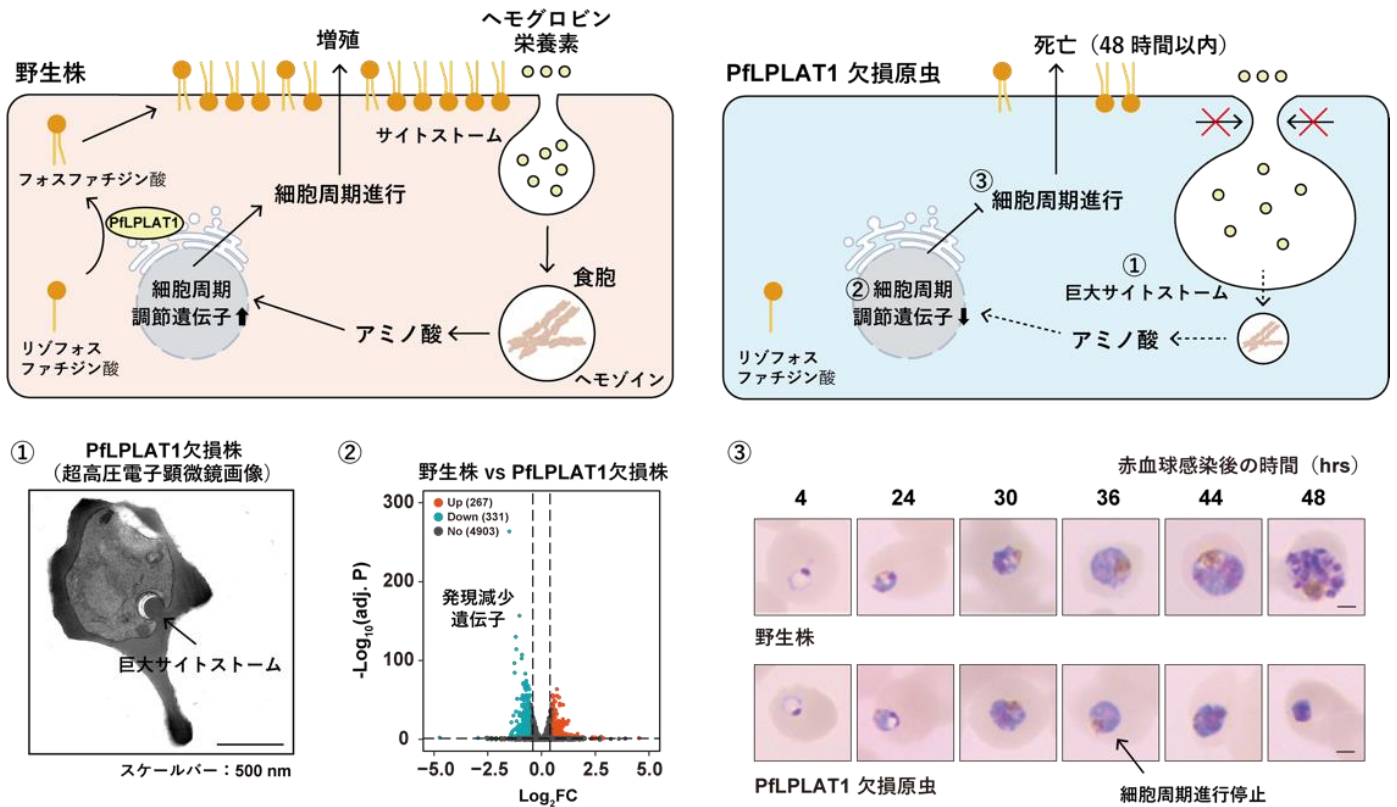 野生株
増殖
ヘモグロビン
栄養素
サイトストーム
フォスファチジン酸
PfLPLAT1
細胞周期進行
細胞周期
調節遺伝子⬆
食胞
アミノ酸
ヘモゾイン
リゾフォス
ファチジン酸
PfLPLAT1 欠損原虫
死亡(48 時間以内)
③
細胞周期進行
①
巨大サイトストーム
②細胞周期
調節遺伝子⬇
アミノ酸
リゾフォス
ファチジン酸
①
PfLPLAT1欠損株
(超高圧電子顕微鏡画像)
巨大サイトストーム
スケールバー:500 nm
②
野生株 vs PfLPLAT1欠損株
Up (267)
Down (331)
No (4903)
発現減少
遺伝子
-Log10(adj. P)
300
200
100
0
−5.0 −2.5 0.0 2.5 5.0
Log2FC
③
赤血球感染後の時間(hrs)
4 24 30 36 44 48
野生株
PfLPLAT1 欠損原虫
細胞周期進行停止